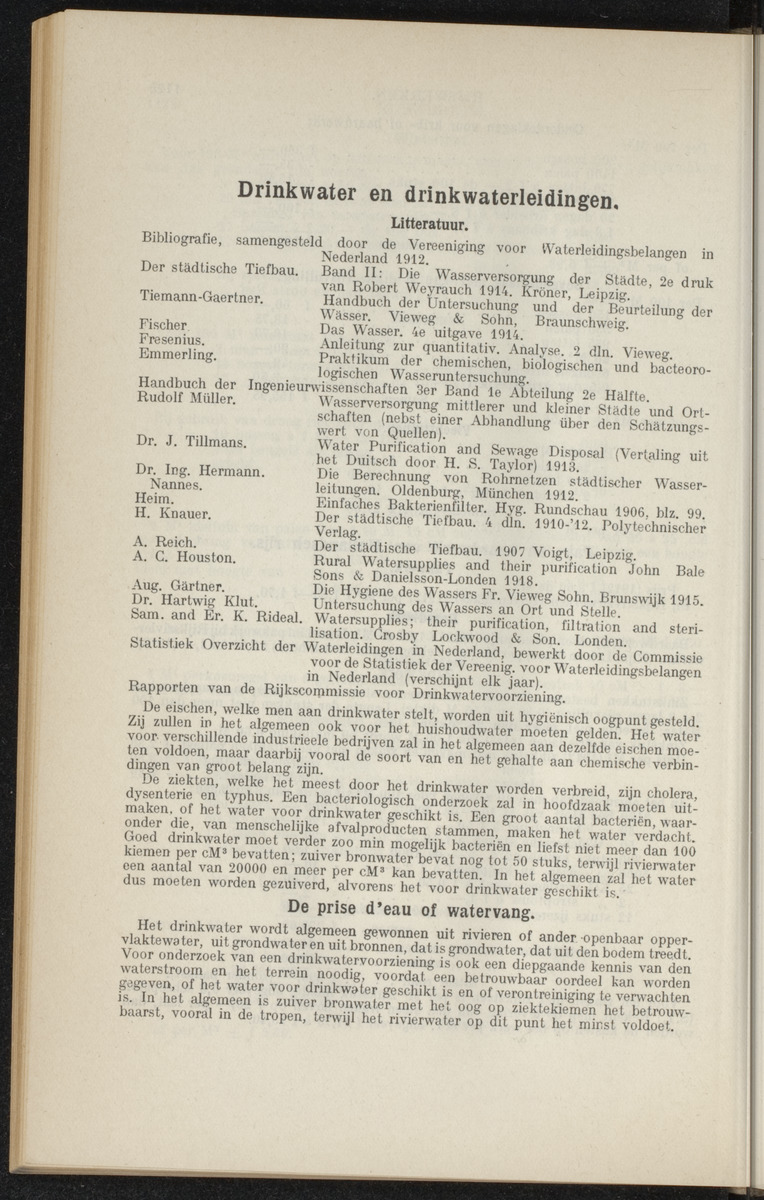 Drinkwater en drinkwaterleidingen.
Litteratuur.
Bibliografie, samengesteld door de Vereeniging voor Waterleidingsbelangen in
Nederland 1912.
Der städtische Tiefbau. Band II: Die Wasserversorgung der Städte, 2e druk
van Robert Weyrauch 1914. Kröner, Leipzig.
Tiemann-Gaertner. Handbuch der Untersuchung und der Beurteilung der
Wässer. Vieweg & Sohn, Braunschweig.
Fischer Das Wasser. 4e uitgave 1914.
Fresenius. Anleitung zur quantitativ. Analyse. 2 dln. Vieweg.
Emmerling. Praktikum der chemischen, biologischen und bacteoro-
logischen Wasseruntersuchung.
Handbuch der Ingenieurwissenschaften 3er Band 1e Abteilung 2e Hälfte.
Rudolf Müller. Wasserversorgung mittlerer und kleiner Städte und Ort-
schaften (nebst einer Abhandlung über den Schätzungs-
wert von Quellen).
Dr. J. Tillmans. Water Purification and Sewage Disposal (Vertaling uit
het Duitsch door H. S. Taylor) 1913.
Dr. Ing. Hermann. Die Berechnung von Rohrnetzen städtischer Wasser-
Nannes. leitungen. Oldenburg, München 1912.
Heim. Einfaches Bakterienfilter. Hyg. Rundschau 1906, blz. 99.
H. Knauer. Der städtische Tiefbau. 4 dln. 1910-'12. Polytechnischer
Verlag.
A. Reich. Der städtische Tiefbau. 1907 Voigt, Leipzig.
A. C. Houston. Rural Watersupplies and their purification John Bale
Sons & Danielsson-Londen 1918.
Aug. Gärtner. Die Hygiene des Wassers Fr. Vieweg Sohn. Brunswijk 1915.
Dr. Hartwig Klut. Untersuchung des Wassers an Ort und Stelle.
Sam. and Er. K. Rideal. Watersupplies; their purification, filtration and steri-
lisation. Crosby Lockwood & Son. Londen.
Statistiek Overzicht der Waterleidingen in Nederland, bewerkt door de Commissie
voor de Statistiek der Vereenig. voor Waterleidingsbelangen
in Nederland (verschijnt elk jaar).
Rapporten van de Rijkscommissie voor Drinkwatervoorziening.
De eischen, welke men aan drinkwater stelt, worden uit hygiënisch oogpunt gesteld.
Zij zullen in het algemeen ook voor het huishoudwater moeten gelden. Het water
voor verschillende industrieele bedrijven zal in het algemeen aan dezelfde eischen moe-
ten voldoen, maar daarbij vooral de soort van en het gehalte aan chemische verbin-
dingen van groot belang zijn.
De ziekten, welke het meest door het drinkwater worden verbreid, zijn cholera,
dysenterie en typhus. Een bacteriologisch onderzoek zal in hoofdzaak moeten uit-
maken, of het water voor drinkwater geschikt is. Een groot aantal bacteriën, waar-
onder die, van menschelijke afvalproducten stammen, maken het water verdacht.
Goed drinkwater moet verder zoo min mogelijk bacteriën en liefst niet meer dan 100
kiemen per cM³ bevatten; zuiver bronwater bevat nog tot 50 stuks, terwijl rivierwater
een aantal van 20000 en meer per cM³ kan bevatten. In het algemeen zal het water
dus moeten worden gezuiverd, alvorens het voor drinkwater geschikt is.
De prise d'eau of watervang.
Het drinkwater wordt algemeen gewonnen uit rivieren of ander openbaar opper-
vlaktewater, uit grondwater en uit bronnen, dat is grondwater, dat uit den bodem treedt.
Voor onderzoek van een drinkwatervoorziening is ook een diepgaande kennis van den
waterstroom en het terrein noodig, voordat een betrouwbaar oordeel kan worden
gegeven, of het water voor drinkwater geschikt is en of verontreiniging te verwachten
is. In het algemeen is zuiver bronwater met het oog op ziektekiemen het betrouw-
baarst, vooral in de tropen, terwijl het rivierwater op dit punt het minst voldoet.